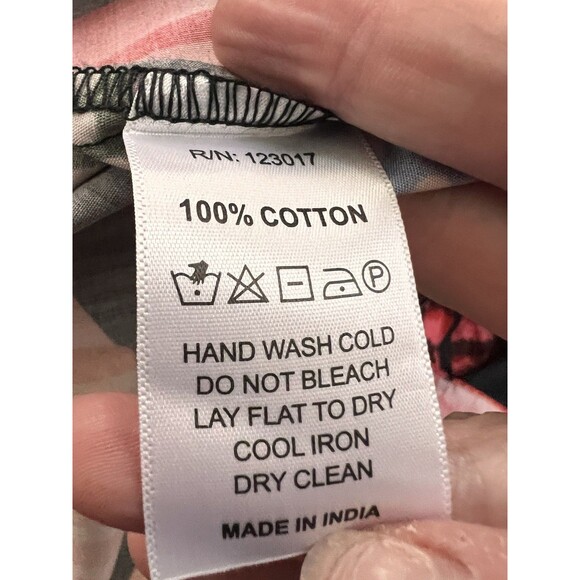 R/N: 123017
100% COTTON
P
HAND WASH COLD
DO NOT BLEACH
LAY FLAT TO DRY
COOL IRON
DRY CLEAN
MADE IN INDIA